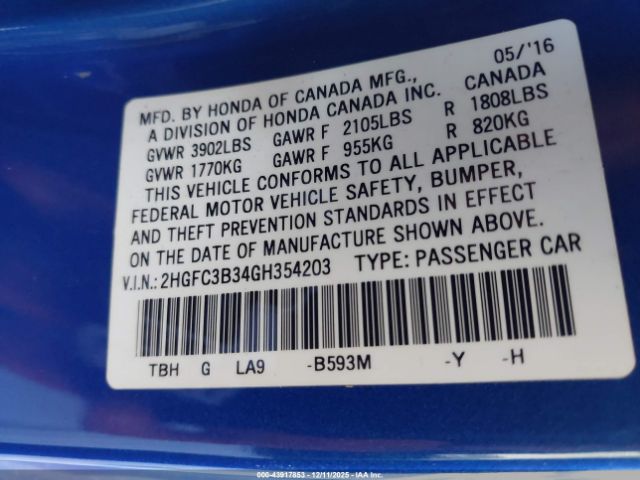 05/'16
MFD. BY HONDA OF CANADA MFG., CANADA
A DIVISION OF HONDA CANADA INC.
GVWR 3902LBS GAWR F 2105LBS R 1808LBS
GVWR 1770KG GAWR F 955KG R 820KG
THIS VEHICLE CONFORMS TO ALL APPLICABLE
FEDERAL MOTOR VEHICLE SAFETY, BUMPER,
AND THEFT PREVENTION STANDARDS IN EFFECT
ON THE DATE OF MANUFACTURE SHOWN ABOVE.
V.I.N.: 2HGFC3B34GH354203 TYPE: PASSENGER CAR
TBH G LA9 -B593M -Y -H
000-43917853 • 12/11/2025 • IAA Inc.